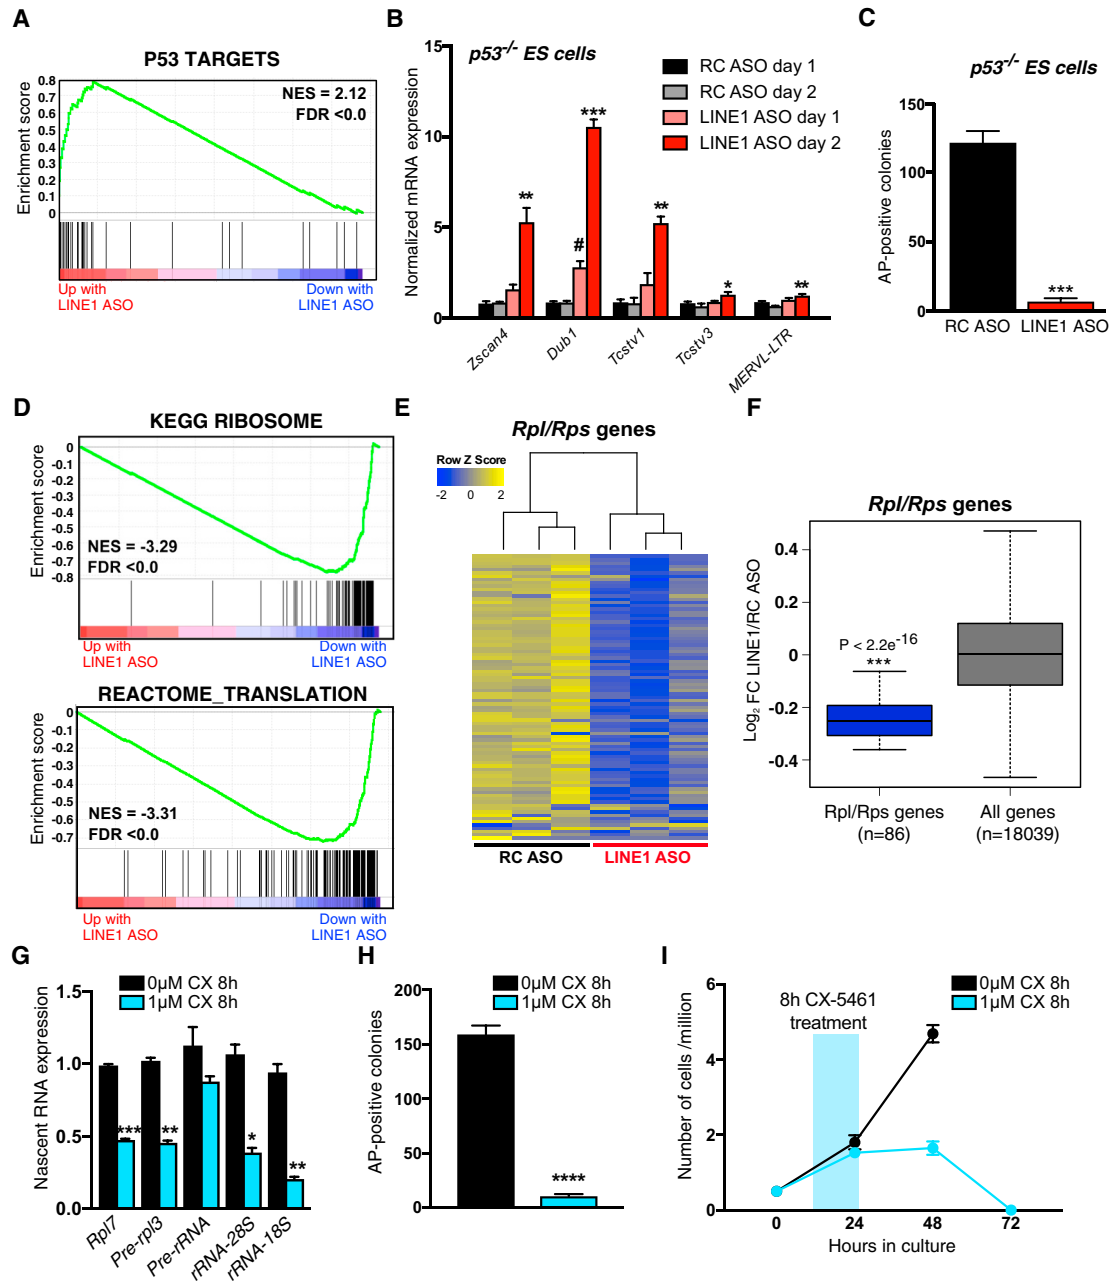 A
P53 TARGETS
Enrichment score
0.8
0.7
0.6
0.5
0.4
0.3
0.2
0.1
0
NES = 2.12
FDR <0.0
Up with
LINE1 ASO
Down with
LINE1 ASO
B
p53-/- ES cells
Normalized mRNA expression
15
10
5
0
RC ASO day 1
RC ASO day 2
LINE1 ASO day 1
LINE1 ASO day 2
**
#
***
**
*
**
Zscan4
Dub1
Tcstv1
Tcstv3
MERVL-LTR
C
p53-/- ES cells
AP-positive colonies
150
100
50
0
***
RC ASO
LINE1 ASO
D
KEGG RIBOSOME
Enrichment score
0
-0.1
-0.2
-0.3
-0.4
-0.5
-0.6
-0.7
-0.8
NES = -3.29
FDR <0.0
Up with
LINE1 ASO
Down with
LINE1 ASO
REACTOME_TRANSLATION
Enrichment score
0
-0.1
-0.2
-0.3
-0.4
-0.5
-0.6
-0.7
NES = -3.31
FDR <0.0
Up with
LINE1 ASO
Down with
LINE1 ASO
E
Rpl/Rps genes
Row Z Score
-2 0 2
RC ASO
LINE1 ASO
F
Rpl/Rps genes
Log₂ FC LINE1/RC ASO
0.4
0.2
0
-0.2
-0.4
P < 2.2e-16
***
Rpl/Rps genes
(n=86)
All genes
(n=18039)
G
0µM CX 8h
1µM CX 8h
Nascent RNA expression
1.5
1.0
0.5
0.0
***
**
*
**
Rpl7
Pre-rpl3
Pre-rRNA
rRNA-28S
rRNA-18S
H
0µM CX 8h
1µM CX 8h
AP-positive colonies
200
150
100
50
0
****
I
0µM CX 8h
1µM CX 8h
8h CX-5461
treatment
Number of cells /million
6
4
2
0
0
24
48
72
Hours in culture